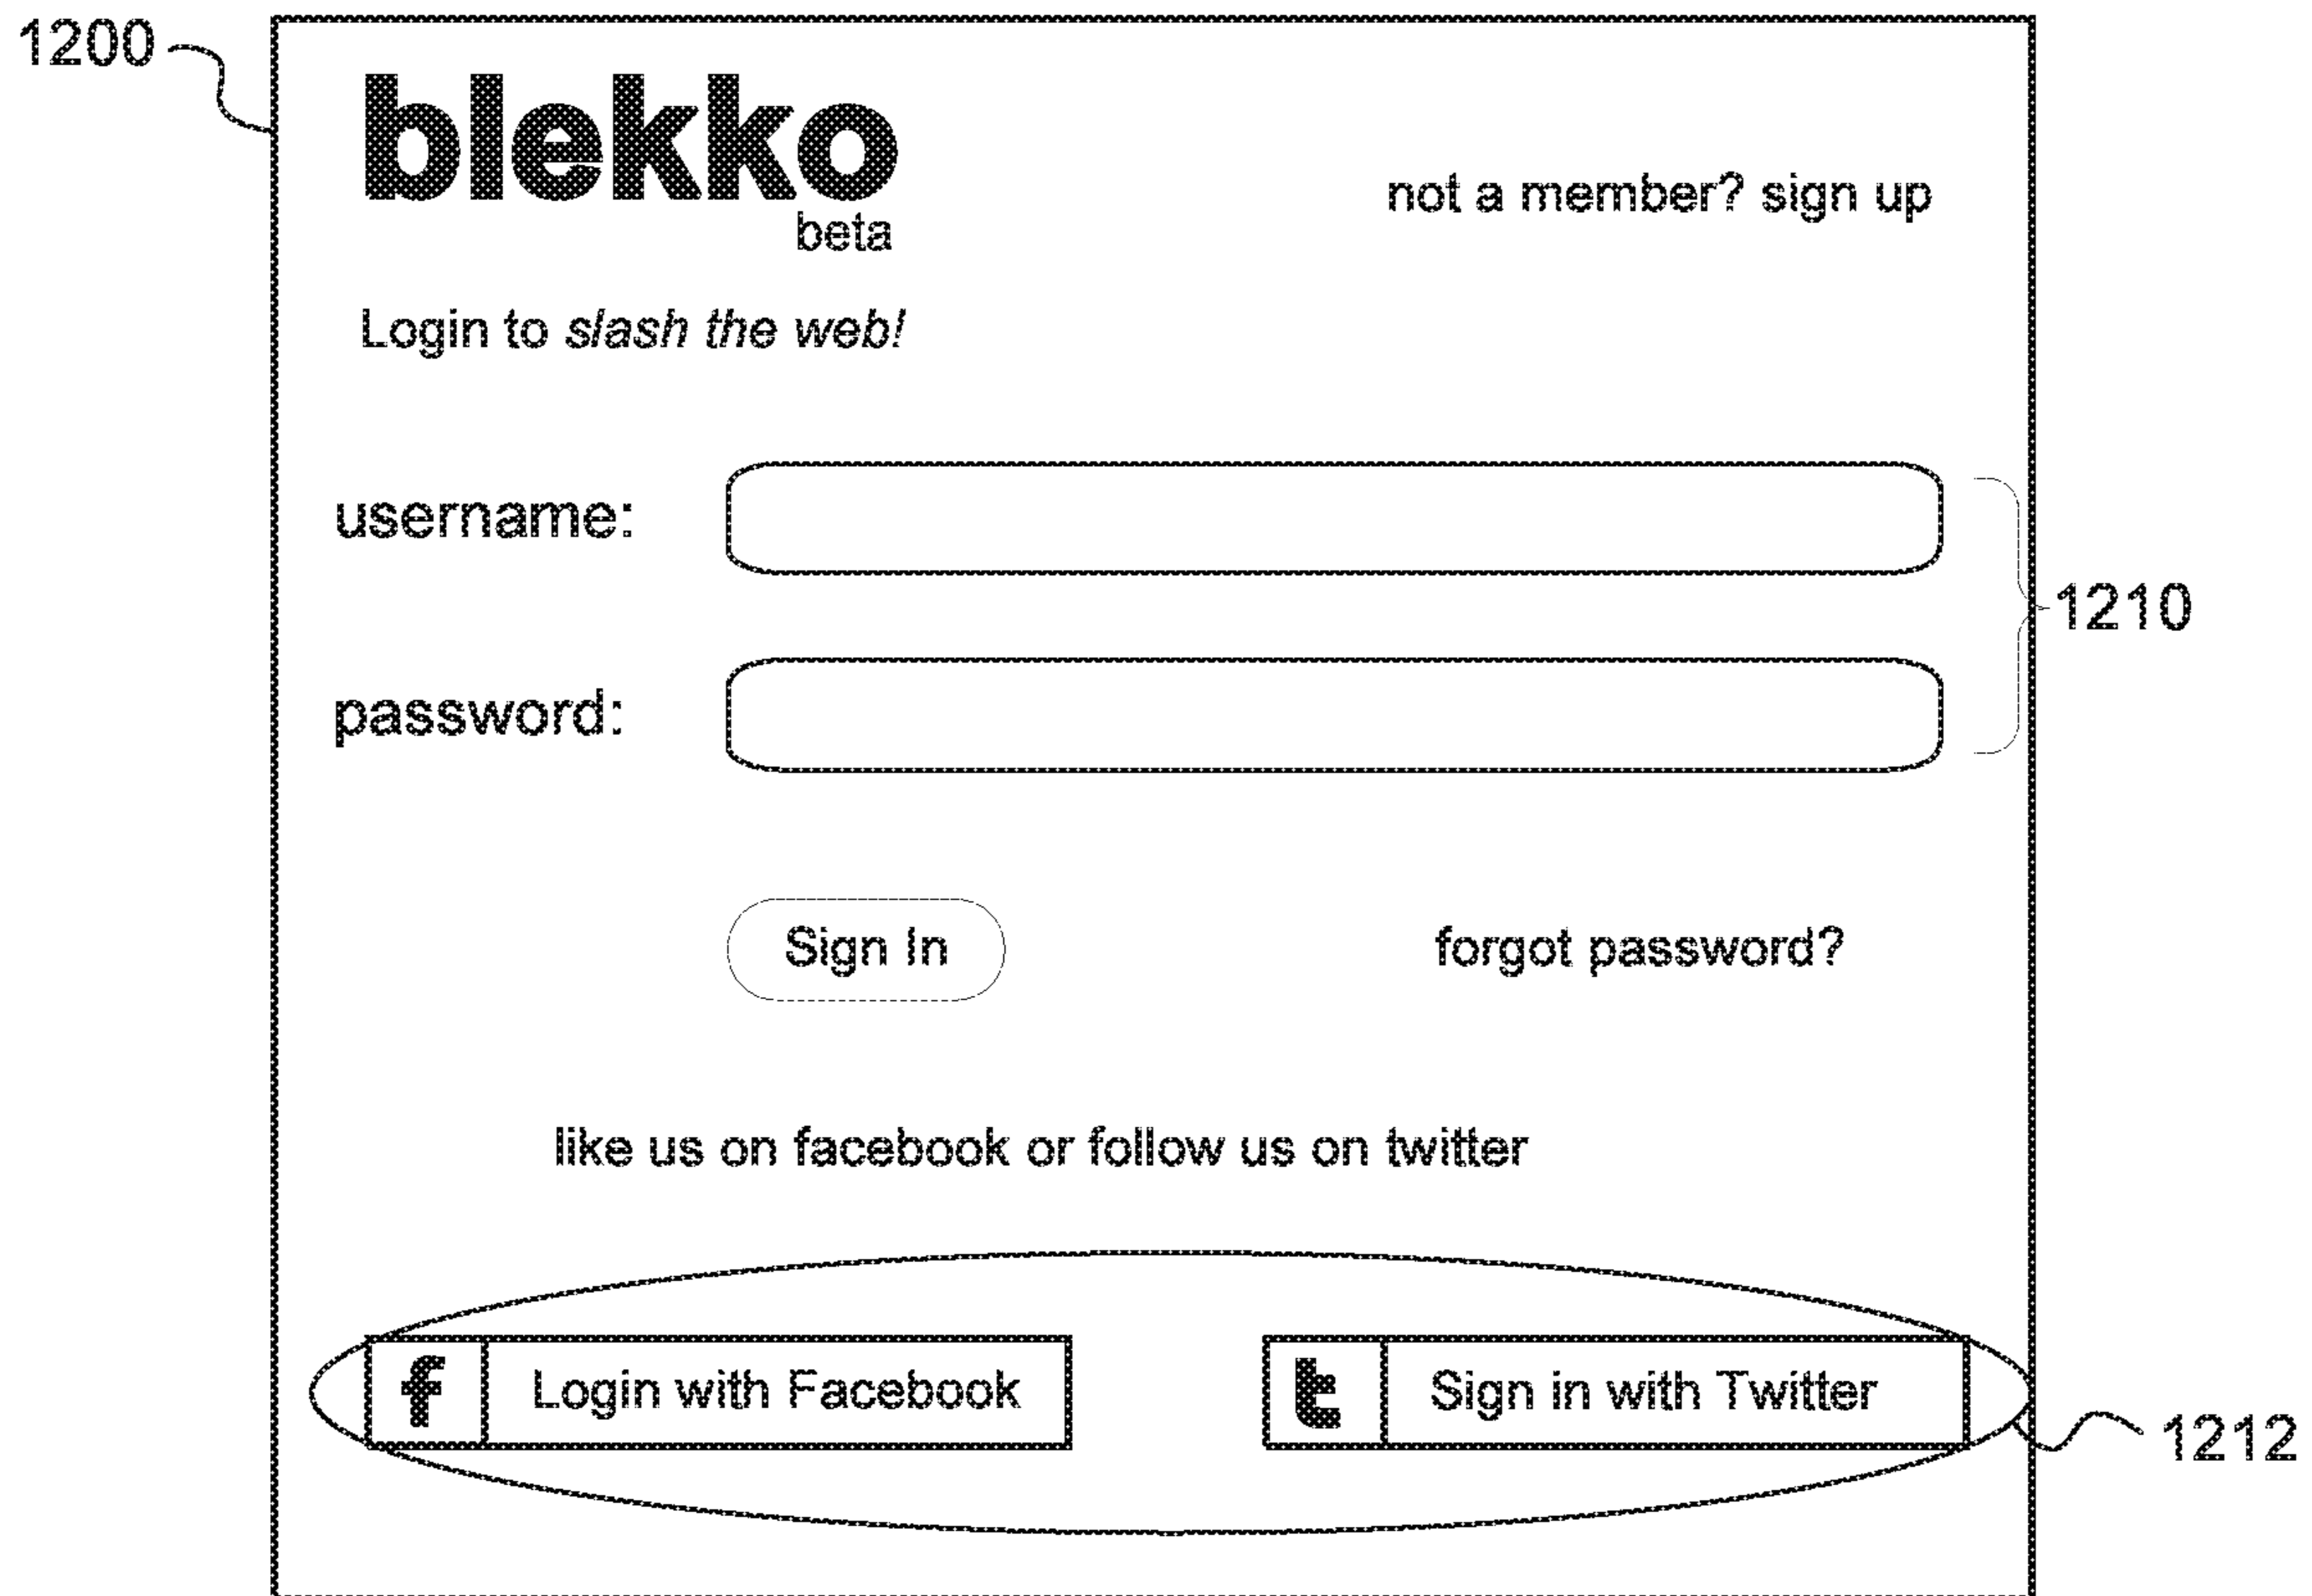 1200
blekko
beta
not a member? sign up
Login to slash the web!
username:
1210
password:
Sign In
forgot password?
like us on facebook or follow us on twitter
f Login with Facebook
t Sign in with Twitter
1212